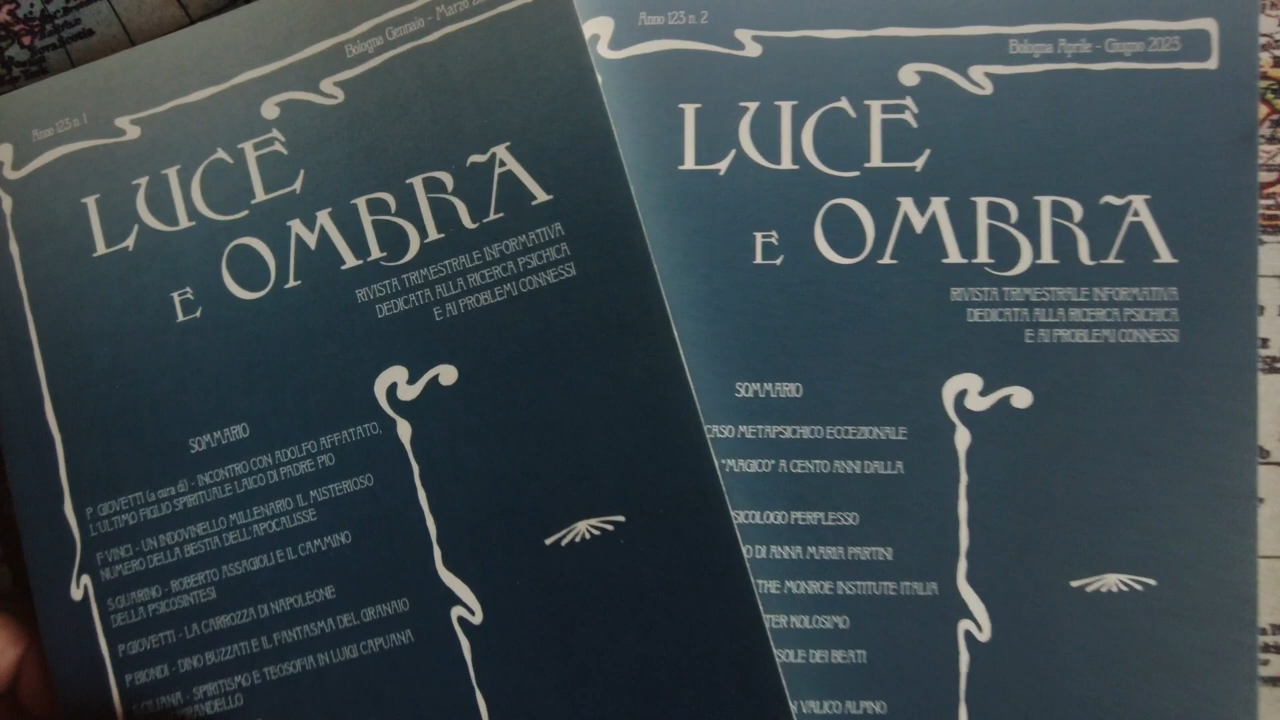 Anno 123 n. 1
Bologna Gennaio - Marzo
LUCE
E OMBRA
RIVISTA TRIMESTRALE INFORMATIVA
DEDICATA ALLA RICERCA PSICHICA
E AI PROBLEMI CONNESSI
SOMMARIO
P. GIOVETTI (a cura di) - INCONTRO CON ADOLFO AFFATATO,
L'ULTIMO FIGLIO SPIRITUALE LAICO DI PADRE PIO
F. VINCI - UN INDOVINELLO MILLENARIO: IL MISTERIOSO
NUMERO DELLA BESTIA DELL'APOCALISSE
S. GUARINO - ROBERTO ASSAGIOLI E IL CAMMINO
DELLA PSICOSINTESI
P. GIOVETTI - LA CARROZZA DI NAPOLEONE
P. BIONDI - DINO BUZZATI E IL FANTASMA DEL GRANAIO
- SPIRITISMO E TEOSOFIA IN LUIGI CAPUANA
Anno 123 n. 2
Bologna Aprile - Giugno 2023
LUCE
E OMBRA
RIVISTA TRIMESTRALE INFORMATIVA
DEDICATA ALLA RICERCA PSICHICA
E AI PROBLEMI CONNESSI
SOMMARIO
CASO METAPSICHICO ECCEZIONALE
"MAGICO" A CENTO ANNI DALLA
SICOLOGO PERPLESSO
O DI ANNA MARIA PARTINI
THE MONROE INSTITUTE ITALIA
TER KOLOSIMO
SOLE DEI BEATI
N VALICO ALPINO